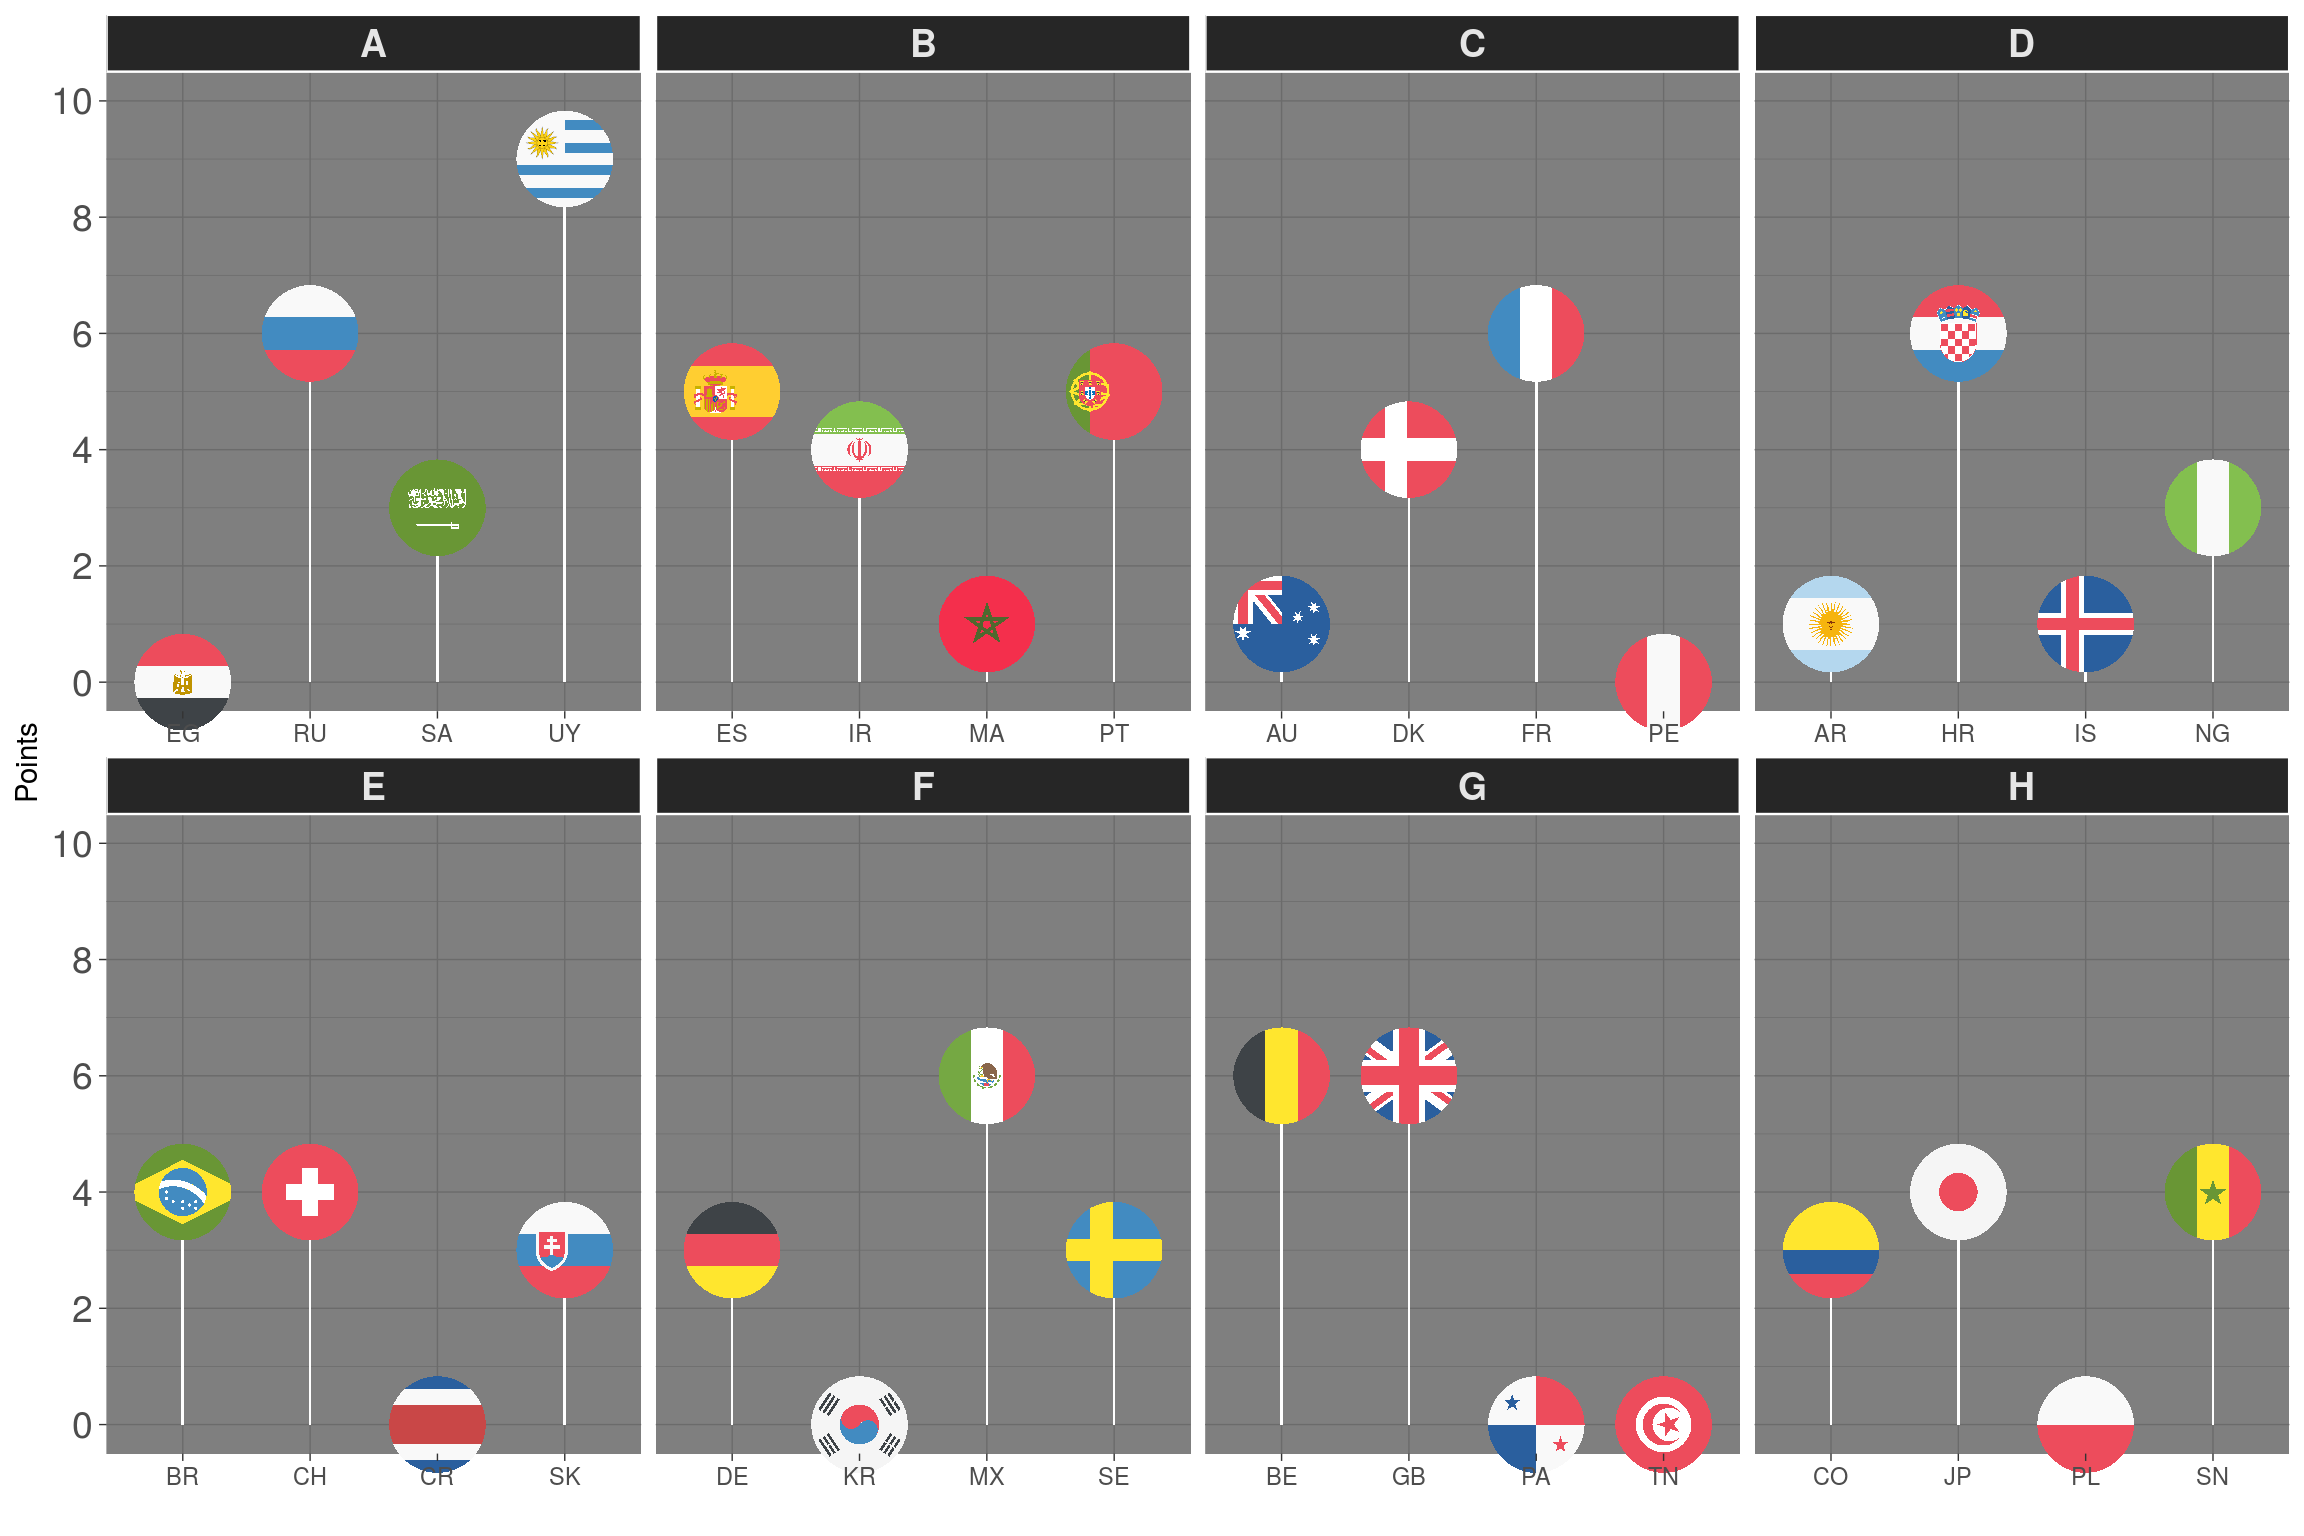 A B C D
10
8
6
4
2
0
EG RU SA UY ES IR MA PT AU DK FR PE AR HR IS NG
Points
E F G H
10
8
6
4
2
0
BR CH CR SK DE KR MX SE BE GB PA TN CO JP PL SN